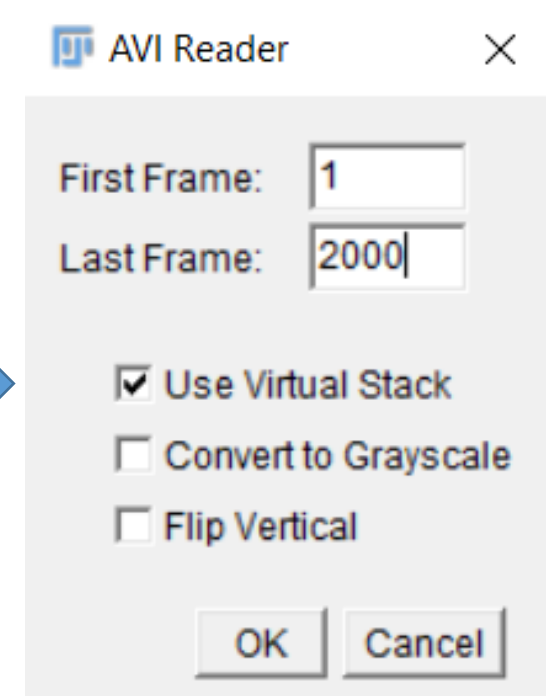 AVI Reader
First Frame: 1
Last Frame: 2000
Use Virtual Stack
Convert to Grayscale
Flip Vertical
OK Cancel